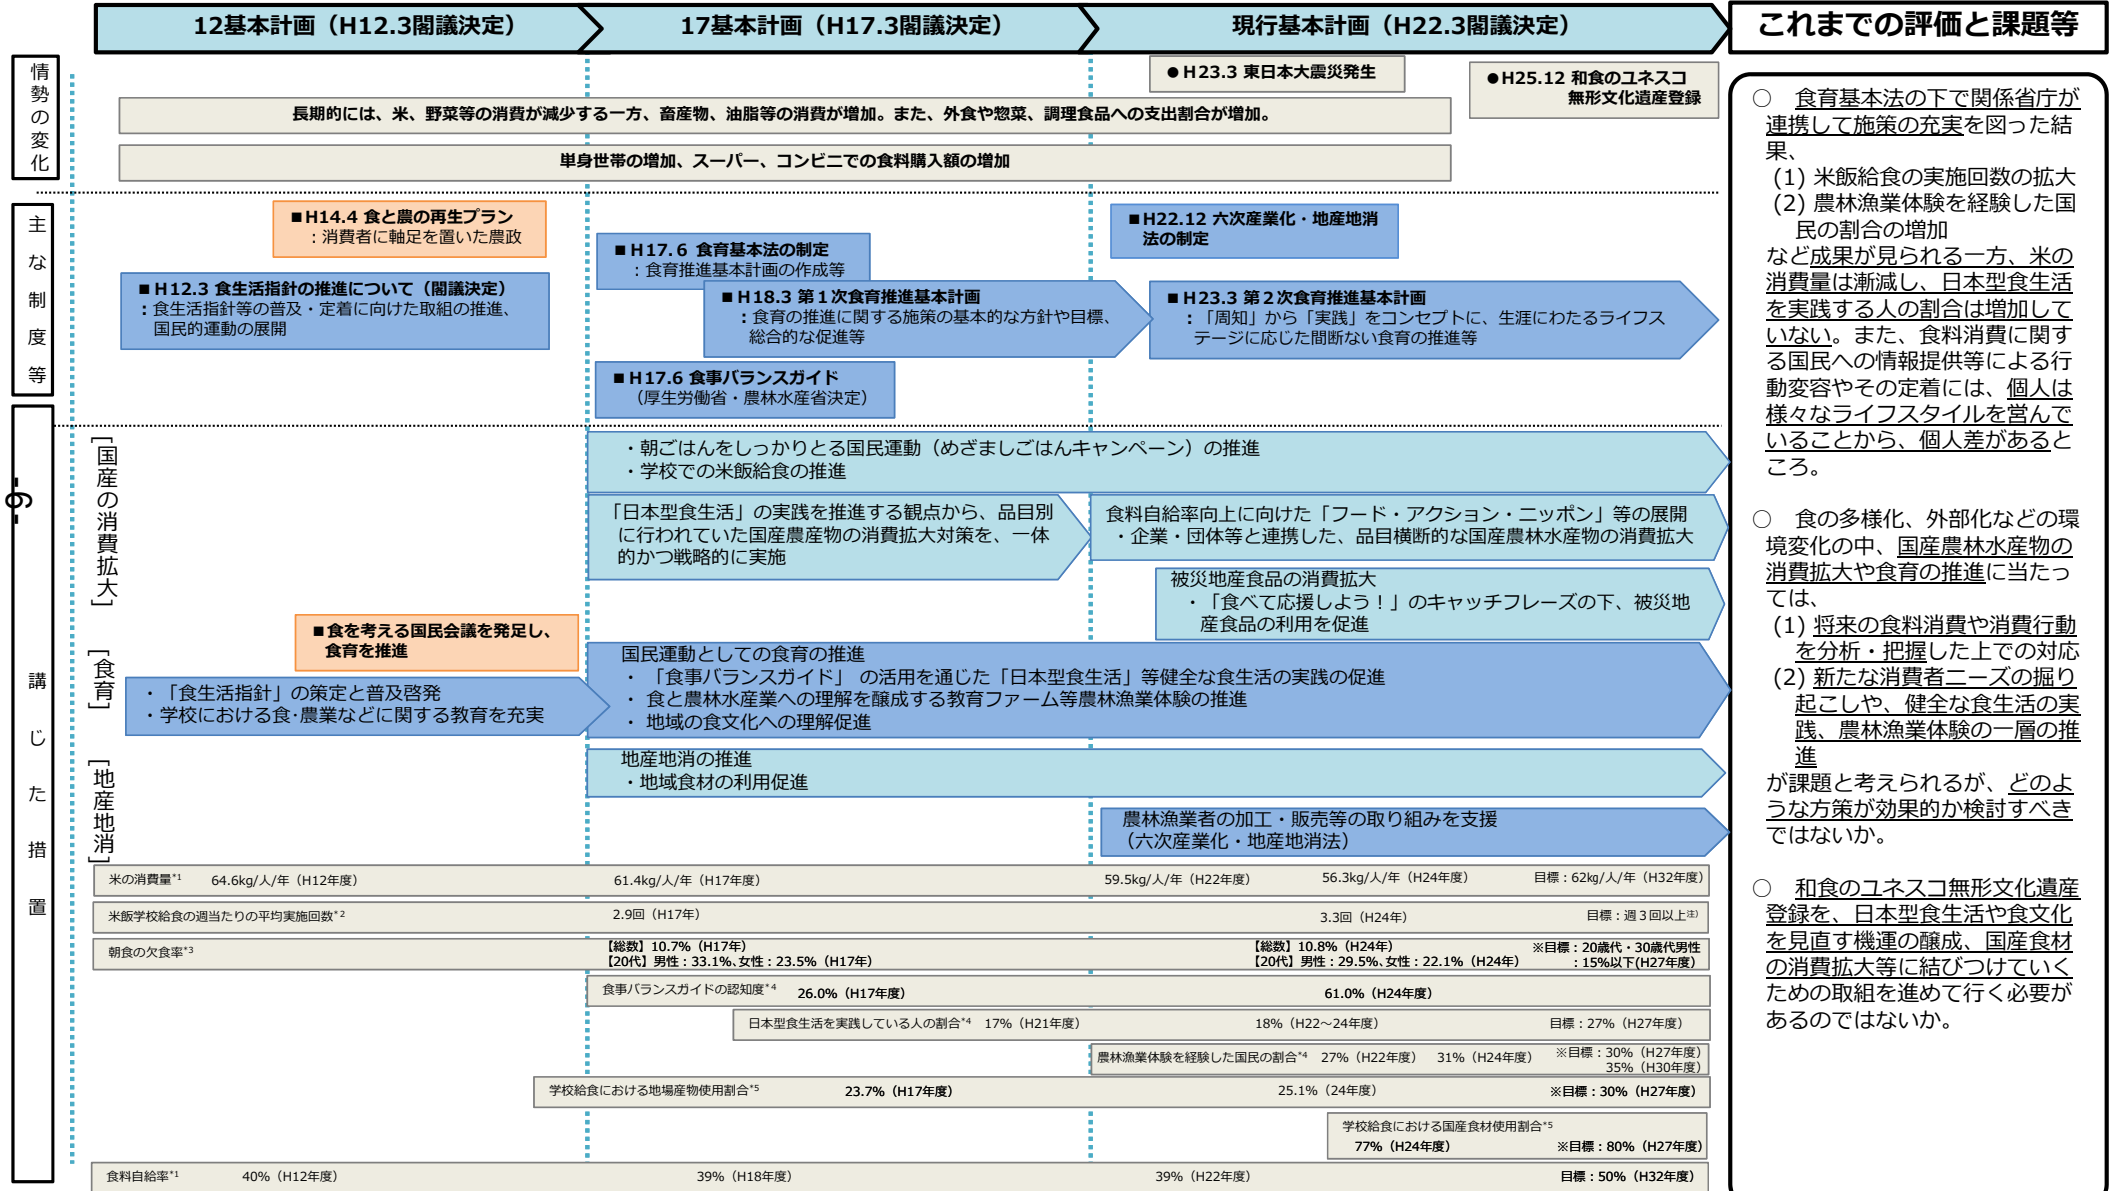 12基本計画（H12.3閣議決定）
17基本計画（H17.3閣議決定）
現行基本計画（H22.3閣議決定）
これまでの評価と課題等
情勢の変化
●H23.3 東日本大震災発生
●H25.12 和食のユネスコ
無形文化遺産登録
長期的には、米、野菜等の消費が減少する一方、畜産物、油脂等の消費が増加。また、外食や惣菜、調理食品への支出割合が増加。
単身世帯の増加、スーパー、コンビニでの食料購入額の増加
主な制度等
■H14.4 食と農の再生プラン
：消費者に軸足を置いた農政
■H12.3 食生活指針の推進について（閣議決定）
：食生活指針等の普及・定着に向けた取組の推進、
国民的運動の展開
■H17.6 食育基本法の制定
：食育推進基本計画の作成等
■H18.3 第１次食育推進基本計画
：食育の推進に関する施策の基本的な方針や目標、
総合的な促進等
■H17.6 食事バランスガイド
（厚生労働省・農林水産省決定）
■H22.12 六次産業化・地産地消
法の制定
■H23.3 第２次食育推進基本計画
：「周知」から「実践」をコンセプトに、生涯にわたるライフス
テージに応じた間断ない食育の推進等
講じた措置
[国産の消費拡大]
・朝ごはんをしっかりとる国民運動（めざましごはんキャンペーン）の推進
・学校での米飯給食の推進
「日本型食生活」の実践を推進する観点から、品目別
に行われていた国産農産物の消費拡大対策を、一体
的かつ戦略的に実施
食料自給率向上に向けた「フード・アクション・ニッポン」等の展開
・企業・団体等と連携した、品目横断的な国産農林水産物の消費拡大
被災地産食品の消費拡大
・「食べて応援しよう！」のキャッチフレーズの下、被災地
産食品の利用を促進
[食育]
■食を考える国民会議を発足し、
食育を推進
・「食生活指針」の策定と普及啓発
・学校における食･農業などに関する教育を充実
国民運動としての食育の推進
・「食事バランスガイド」 の活用を通じた「日本型食生活」等健全な食生活の実践の促進
・ 食と農林水産業への理解を醸成する教育ファーム等農林漁業体験の推進
・ 地域の食文化への理解促進
[地産地消]
地産地消の推進
・地域食材の利用促進
農林漁業者の加工・販売等の取り組みを支援
（六次産業化・地産地消法）
米の消費量*1 64.6kg/人/年（H12年度） 61.4kg/人/年（H17年度） 59.5kg/人/年（H22年度） 56.3kg/人/年（H24年度） 目標：62kg/人/年（H32年度）
米飯学校給食の週当たりの平均実施回数*2 2.9回（H17年） 3.3回（H24年） 目標：週３回以上注）
朝食の欠食率*3
【総数】10.7%（H17年）
【20代】男性：33.1%、女性：23.5%（H17年）
【総数】10.8%（H24年）
【20代】男性：29.5%、女性：22.1%（H24年）
※目標：20歳代・30歳代男性
：15%以下(H27年度）
食事バランスガイドの認知度*4 26.0%（H17年度） 61.0%（H24年度）
日本型食生活を実践している人の割合*4 17%（H21年度） 18%（H22～24年度） 目標：27%（H27年度）
農林漁業体験を経験した国民の割合*4 27%（H22年度） 31%（H24年度） ※目標：30%（H27年度）
35%（H30年度）
学校給食における地場産物使用割合*5 23.7%（H17年度） 25.1%（24年度） ※目標：30%（H27年度）
学校給食における国産食材使用割合*5
77%（H24年度） ※目標：80%（H27年度）
食料自給率*1 40%（H12年度） 39%（H18年度） 39%（H22年度） 目標：50%（H32年度）
○ 食育基本法の下で関係省庁が
連携して施策の充実を図った結
果、
(1) 米飯給食の実施回数の拡大
(2) 農林漁業体験を経験した国
民の割合の増加
など成果が見られる一方、米の
消費量は漸減し、日本型食生活
を実践する人の割合は増加して
いない。また、食料消費に関す
る国民への情報提供等による行
動変容やその定着には、個人は
様々なライフスタイルを営んで
いることから、個人差があると
ころ。
○ 食の多様化、外部化などの環
境変化の中、国産農林水産物の
消費拡大や食育の推進に当たっ
ては、
(1) 将来の食料消費や消費行動
を分析・把握した上での対応
(2) 新たな消費者ニーズの掘り
起こしや、健全な食生活の実
践、農林漁業体験の一層の推
進
が課題と考えられるが、どのよ
うな方策が効果的か検討すべき
ではないか。
○ 和食のユネスコ無形文化遺産
登録を、日本型食生活や食文化
を見直す機運の醸成、国産食材
の消費拡大等に結びつけていく
ための取組を進めて行く必要が
あるのではないか。
-9-